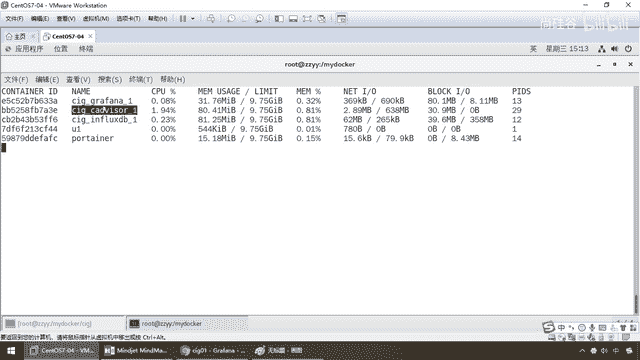 CentOS7-04 - VMware Workstation
文件(F) 编辑(E) 查看(V) 虚拟机(M) 选项卡(T) 帮助(H)
主页 CentOS7-04
尚硅谷 bilibili
应用程序 位置 终端 英 星期三 15:13
root@zzyy:/mydocker
文件(F) 编辑(E) 查看(V) 搜索(S) 终端(T) 帮助(H)
CONTAINER ID NAME CPU % MEM USAGE / LIMIT MEM % NET I/O BLOCK I/O PIDS
e5c52b7b633a cig_grafana_1 0.08% 31.76MiB / 9.75GiB 0.32% 369kB / 690kB 80.1MB / 8.11MB 13
bb5258fb7a3e cig_cadvisor_1 1.94% 80.41MiB / 9.75GiB 0.81% 2.89MB / 638MB 30.9MB / 0B 29
cb2b43b53ff6 cig_influxdb_1 0.23% 81.25MiB / 9.75GiB 0.81% 62MB / 265kB 39.6MB / 358MB 12
7df6f213cf44 u1 0.00% 544KiB / 9.75GiB 0.01% 780B / 0B 0B / 0B 1
59879ddefafc portainer 0.00% 15.18MiB / 9.75GiB 0.15% 15.6kB / 79.9kB 0B / 8.43MB 14
[root@zzyy:/mydocker/cig] root@zzyy:/mydocker
要返回到您的计算机，请将鼠标指针从虚拟机中移出或按 Ctrl+Alt。
CentOS7-04 - VM... Mindjet MindMa... cig01 - Grafana -... 无标题 - 画图